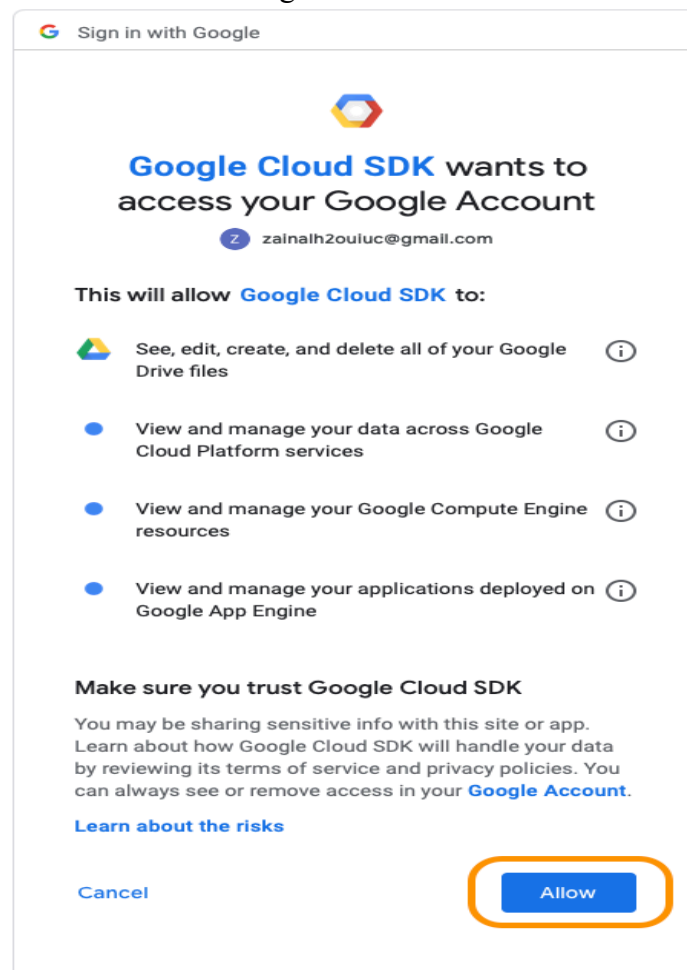 Sign in with Google
Google Cloud SDK wants to
access your Google Account
Z zainalh2ouiuc@gmail.com
This will allow Google Cloud SDK to:
See, edit, create, and delete all of your Google
Drive files
View and manage your data across Google
Cloud Platform services
View and manage your Google Compute Engine
resources
View and manage your applications deployed on
Google App Engine
Make sure you trust Google Cloud SDK
You may be sharing sensitive info with this site or app.
Learn about how Google Cloud SDK will handle your data
by reviewing its terms of service and privacy policies. You
can always see or remove access in your Google Account.
Learn about the risks
Cancel
Allow